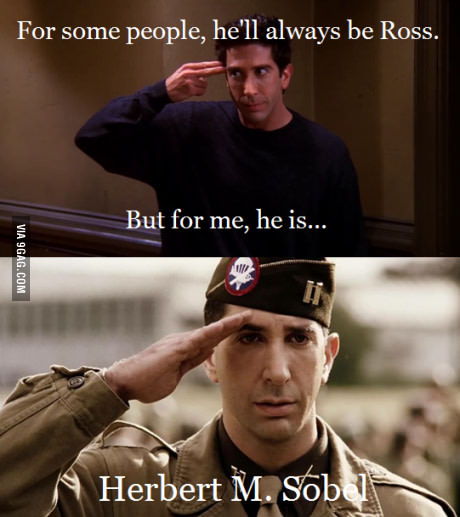 For some people, he'll always be Ross.
But for me, he is...
VIA 9GAG.COM
Herbert M. Sobel